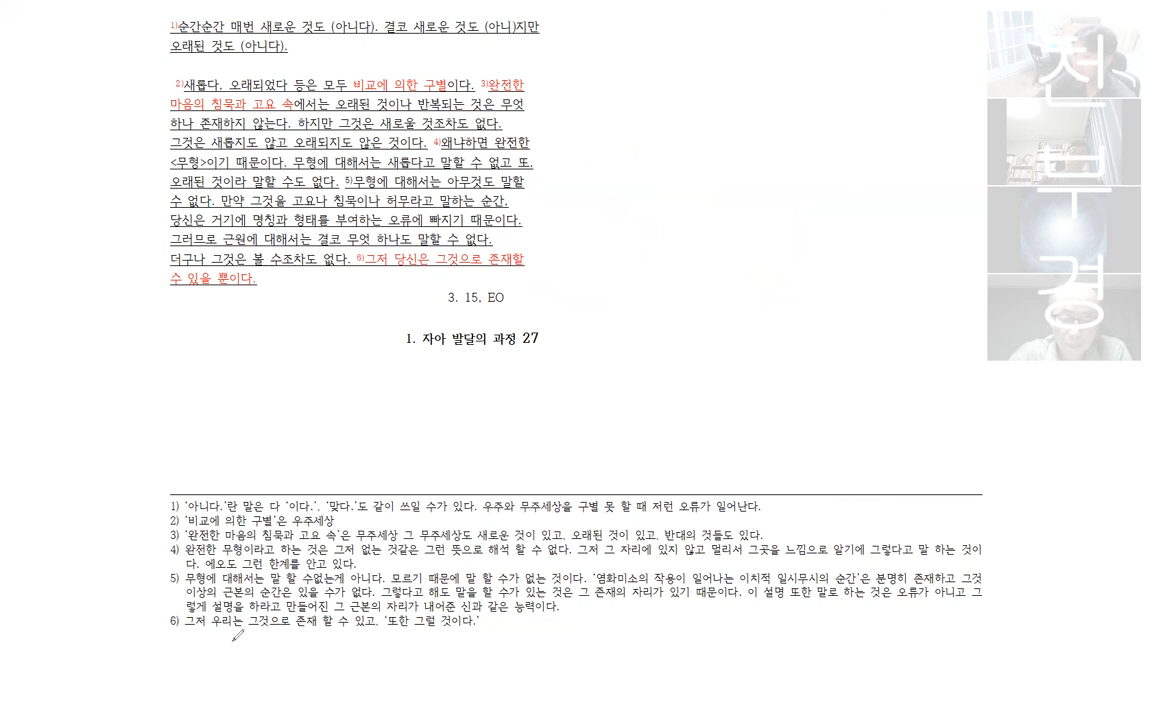 1)순간순간 매번 새로운 것도 (아니다). 결코 새로운 것도 (아니)지만
오래된 것도 (아니다).
2)새롭다, 오래되었다 등은 모두 비교에 의한 구별이다. 3)완전한
마음의 침묵과 고요 속에서는 오래된 것이나 반복되는 것은 무엇
하나 존재하지 않는다. 하지만 그것은 새로울 것조차도 없다.
그것은 새롭지도 않고 오래되지도 않은 것이다. 4)왜냐하면 완전한
<무형>이기 때문이다. 무형에 대해서는 새롭다고 말할 수 없고 또,
오래된 것이라 말할 수도 없다. 5)무형에 대해서는 아무것도 말할
수 없다. 만약 그것을 고요나 침묵이나 허무라고 말하는 순간,
당신은 거기에 명칭과 형태를 부여하는 오류에 빠지기 때문이다.
그러므로 근원에 대해서는 결코 무엇 하나도 말할 수 없다.
더구나 그것은 볼 수조차도 없다. 6)그저 당신은 그것으로 존재할
수 있을 뿐이다.
3. 15, EO
1. 자아 발달의 과정 27
1) '아니다.'란 말은 다 '이다.', '맞다.'도 같이 쓰일 수가 있다. 우주와 무주세상을 구별 못 할 때 저런 오류가 일어난다.
2) '비교에 의한 구별'은 우주세상
3) '완전한 마음의 침묵과 고요 속'은 무주세상 그 무주세상도 새로운 것이 있고, 오래된 것이 있고, 반대의 것들도 있다.
4) 완전한 무형이라고 하는 것은 그저 없는 것같은 그런 뜻으로 해석 할 수 없다. 그저 그 자리에 있지 않고 멀리서 그곳을 느낌으로 알기에 그렇다고 말 하는 것이
다. 에오도 그런 한계를 안고 있다.
5) 무형에 대해서는 말 할 수없는게 아니다. 모르기 때문에 말 할 수가 없는 것이다. '염화미소의 작용이 일어나는 이치적 일시무시의 순간'은 분명히 존재하고 그것
이상의 근본의 순간은 있을 수가 없다. 그렇다고 해도 말을 할 수가 있는 것은 그 존재의 자리가 있기 때문이다. 이 설명 또한 말로 하는 것은 오류가 아니고 그
렇게 설명을 하라고 만들어진 그 근본의 자리가 내어준 신과 같은 능력이다.
6) 그저 우리는 그것으로 존재 할 수 있고, '또한 그럴 것이다.'
천
부
경